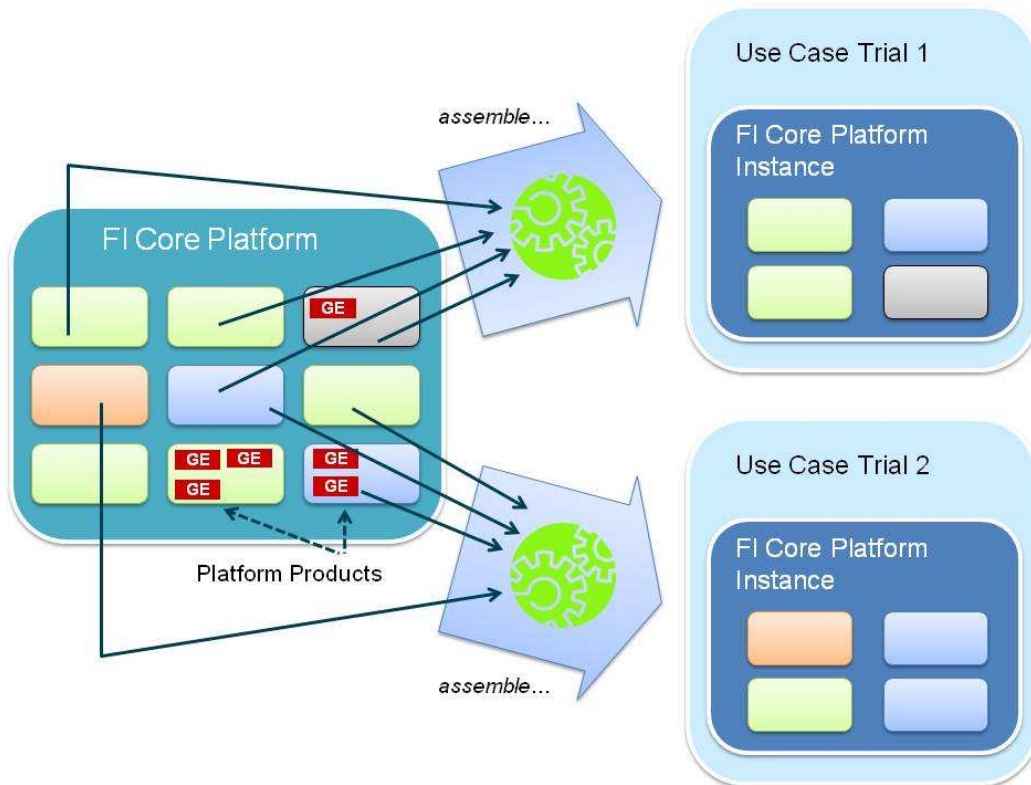 Use Case Trial 1
assemble…
FI Core Platform
Instance
FI Core Platform
GE
GE GE GE
GE GE
Platform Products
Use Case Trial 2
FI Core Platform
Instance
assemble…